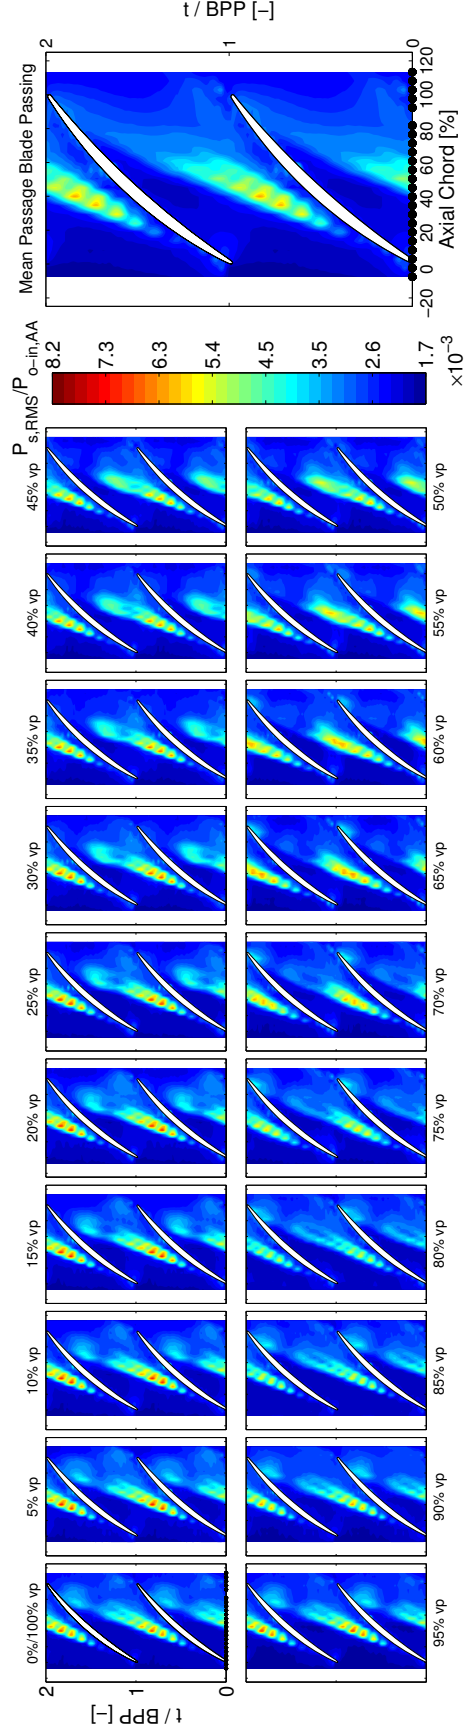 0%/100% vp
5% vp
10% vp
15% vp
20% vp
25% vp
30% vp
35% vp
40% vp
45% vp
2
1
0
t / BPP [−]
95% vp
90% vp
85% vp
80% vp
75% vp
70% vp
65% vp
60% vp
55% vp
50% vp
P s,RMS /P o−in,AA
8.2
7.3
6.3
5.4
4.5
3.5
2.6
1.7
×10−3
Mean Passage Blade Passing
2
1
0
t / BPP [−]
−20 0 20 40 60 80 100 120
Axial Chord [%]